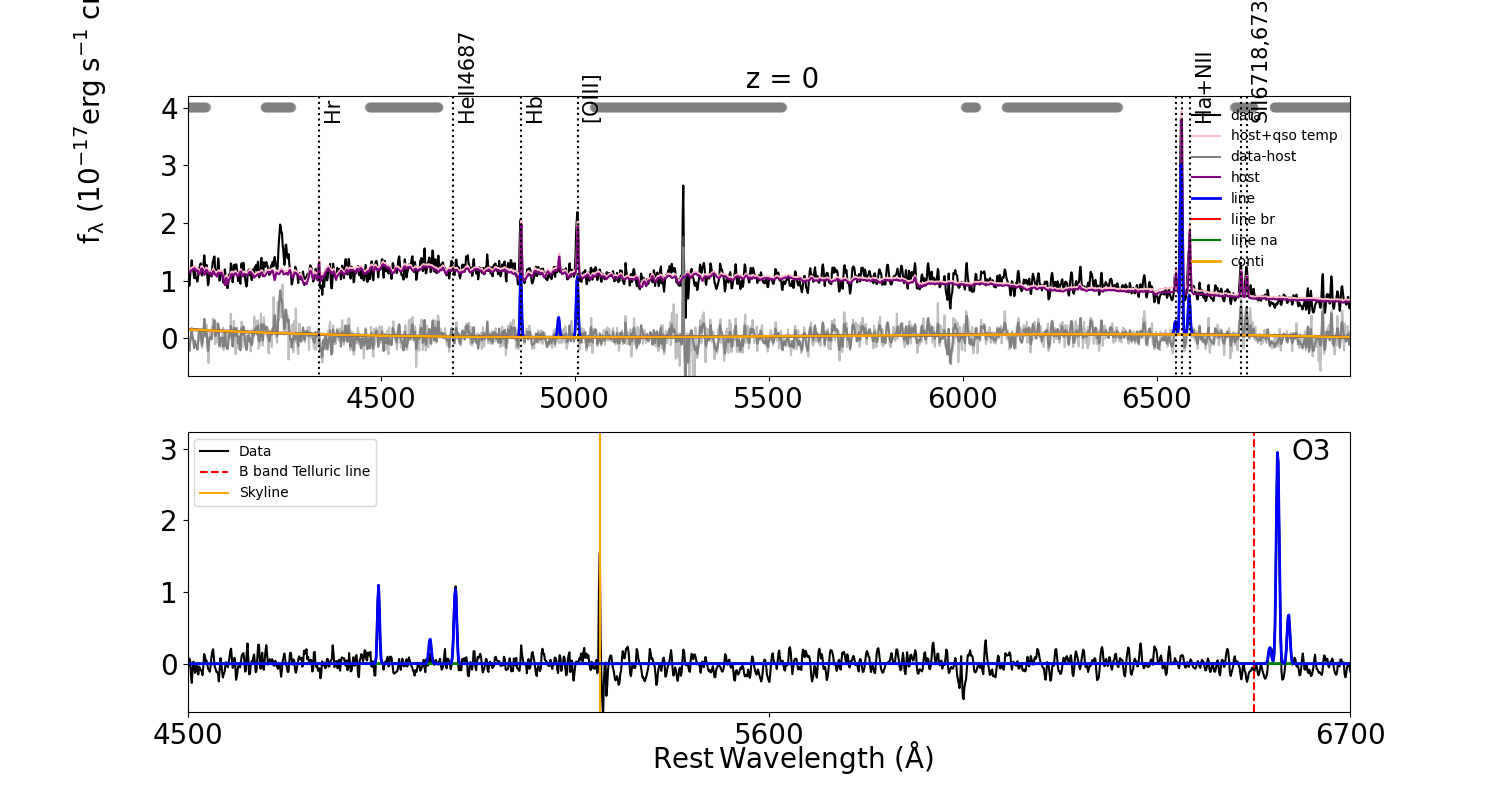 z = 0
f_λ (10^−17 erg s^−1
4
3
2
1
0
Hr
HeII4687
Hb
[OIII]
Ha+NII
SII6718,673
data
host+qso temp
data-host
host
line
line br
line na
conti
4500 5000 5500 6000 6500
3
2
1
0
Data
B band Telluric line
Skyline
O3
4500 5600 6700
Rest Wavelength (Å)